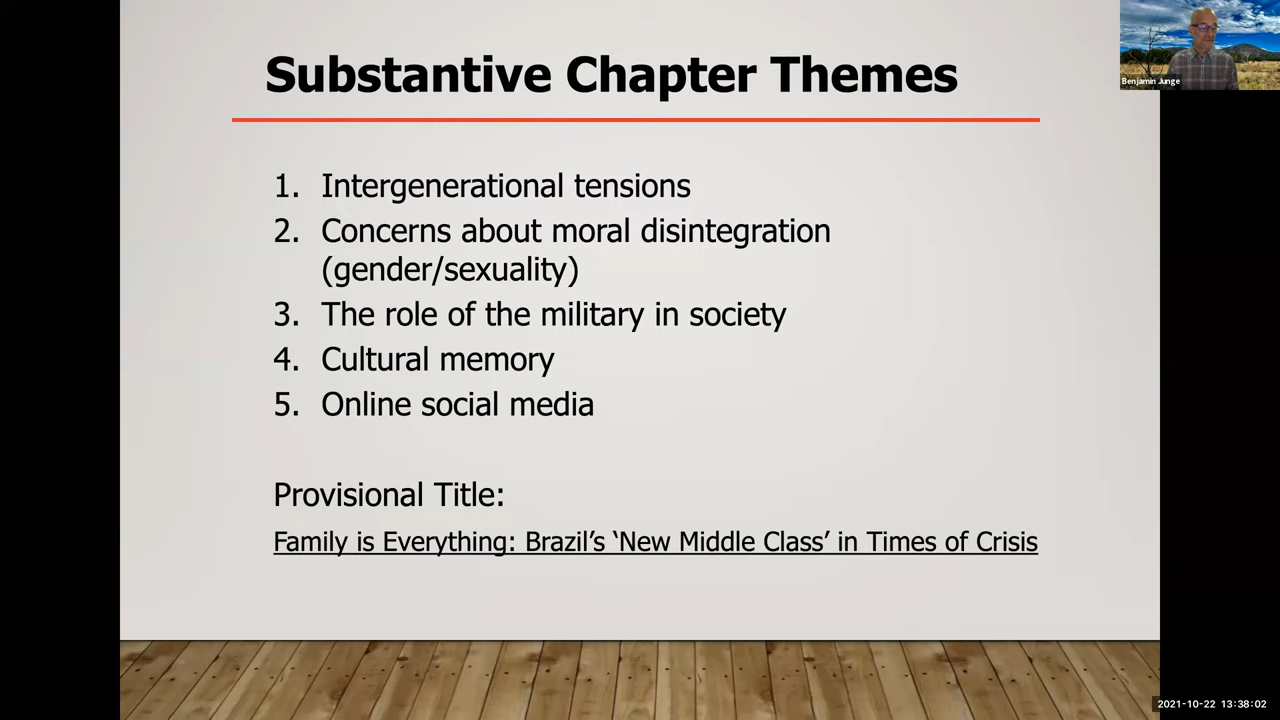 Substantive Chapter Themes
Benjamin Junge
1. Intergenerational tensions
2. Concerns about moral disintegration
(gender/sexuality)
3. The role of the military in society
4. Cultural memory
5. Online social media
Provisional Title:
Family is Everything: Brazil’s ‘New Middle Class’ in Times of Crisis
2021-10-22 13:38:02